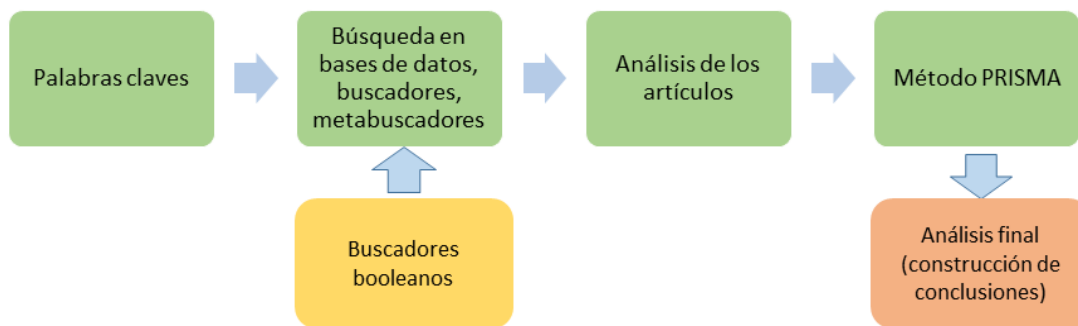 Palabras claves
Búsqueda en
bases de datos,
buscadores,
metabuscadores
Análisis de los
artículos
Método PRISMA
Buscadores
booleanos
Análisis final
(construcción de
conclusiones)